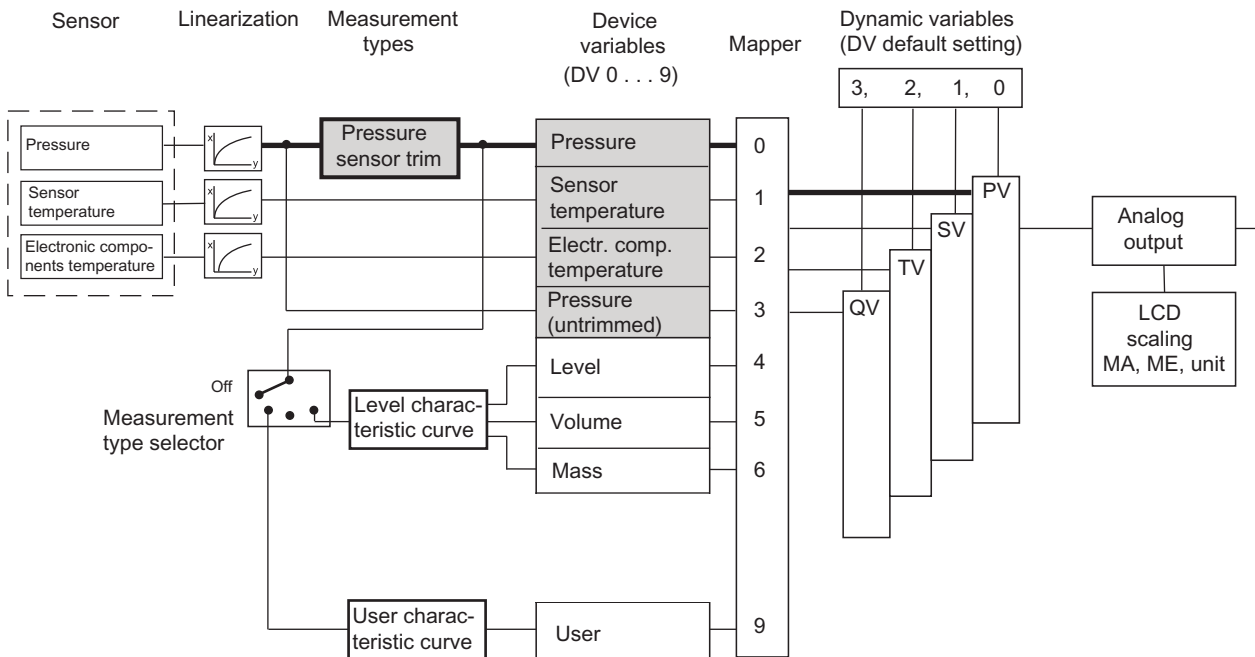 Sensor
Linearization
Measurement
types
Device
variables
(DV 0 . . . 9)
Mapper
Dynamic variables
(DV default setting)
3, 2, 1, 0
Pressure
x
y
Pressure
sensor trim
Pressure
0
Sensor
temperature
x
y
Sensor
temperature
1
Electronic compo-
nents temperature
x
y
Electr. comp.
temperature
2
Pressure
(untrimmed)
3
PV
SV
TV
QV
Analog
output
LCD
scaling
MA, ME, unit
Off
Measurement
type selector
Level charac-
teristic curve
Level
4
Volume
5
Mass
6
User charac-
teristic curve
User
9